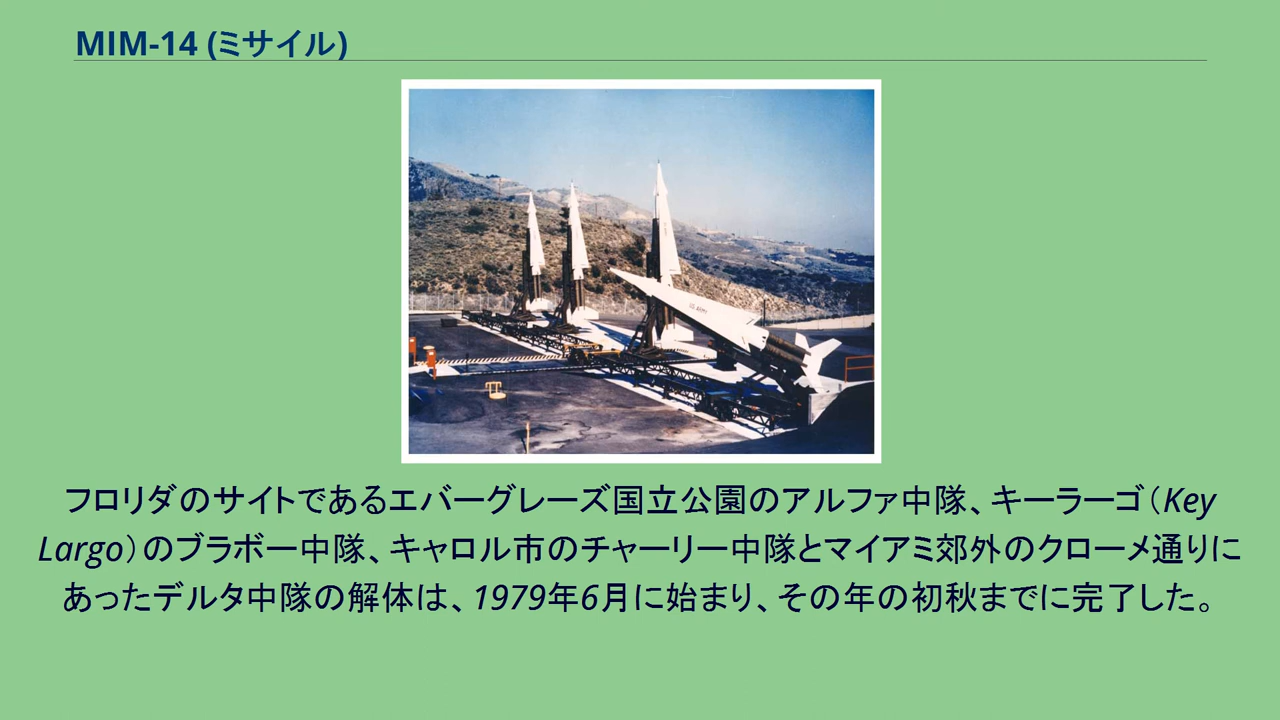 MIM-14 (ミサイル)
フロリダのサイトであるエバーグレーズ国立公園のアルファ中隊、キーラーゴ（Key
Largo）のブラボー中隊、キャロル市のチャーリー中隊とマイアミ郊外のクローメ通りに
あったデルタ中隊の解体は、1979年6月に始まり、その年の初秋までに完了した。